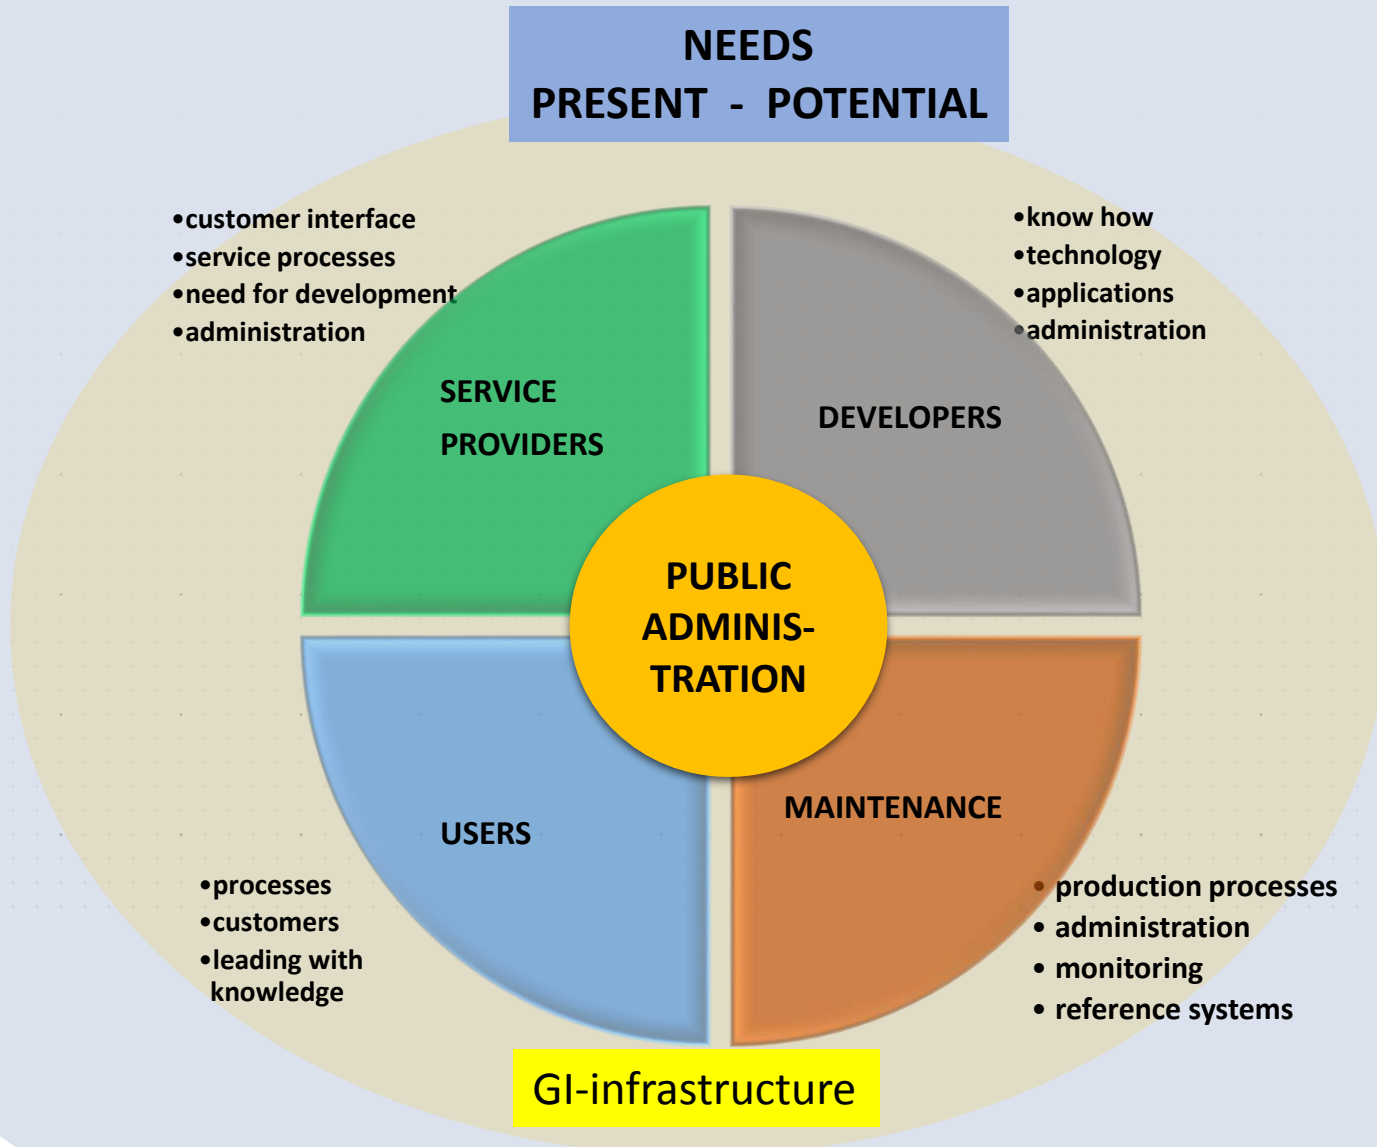 NEEDS
PRESENT - POTENTIAL
•customer interface
•service processes
•need for development
•administration
•know how
•technology
•applications
•administration
SERVICE
PROVIDERS
DEVELOPERS
PUBLIC
ADMINIS-
TRATION
USERS
MAINTENANCE
•processes
•customers
•leading with
knowledge
• production processes
• administration
• monitoring
• reference systems
GI-infrastructure